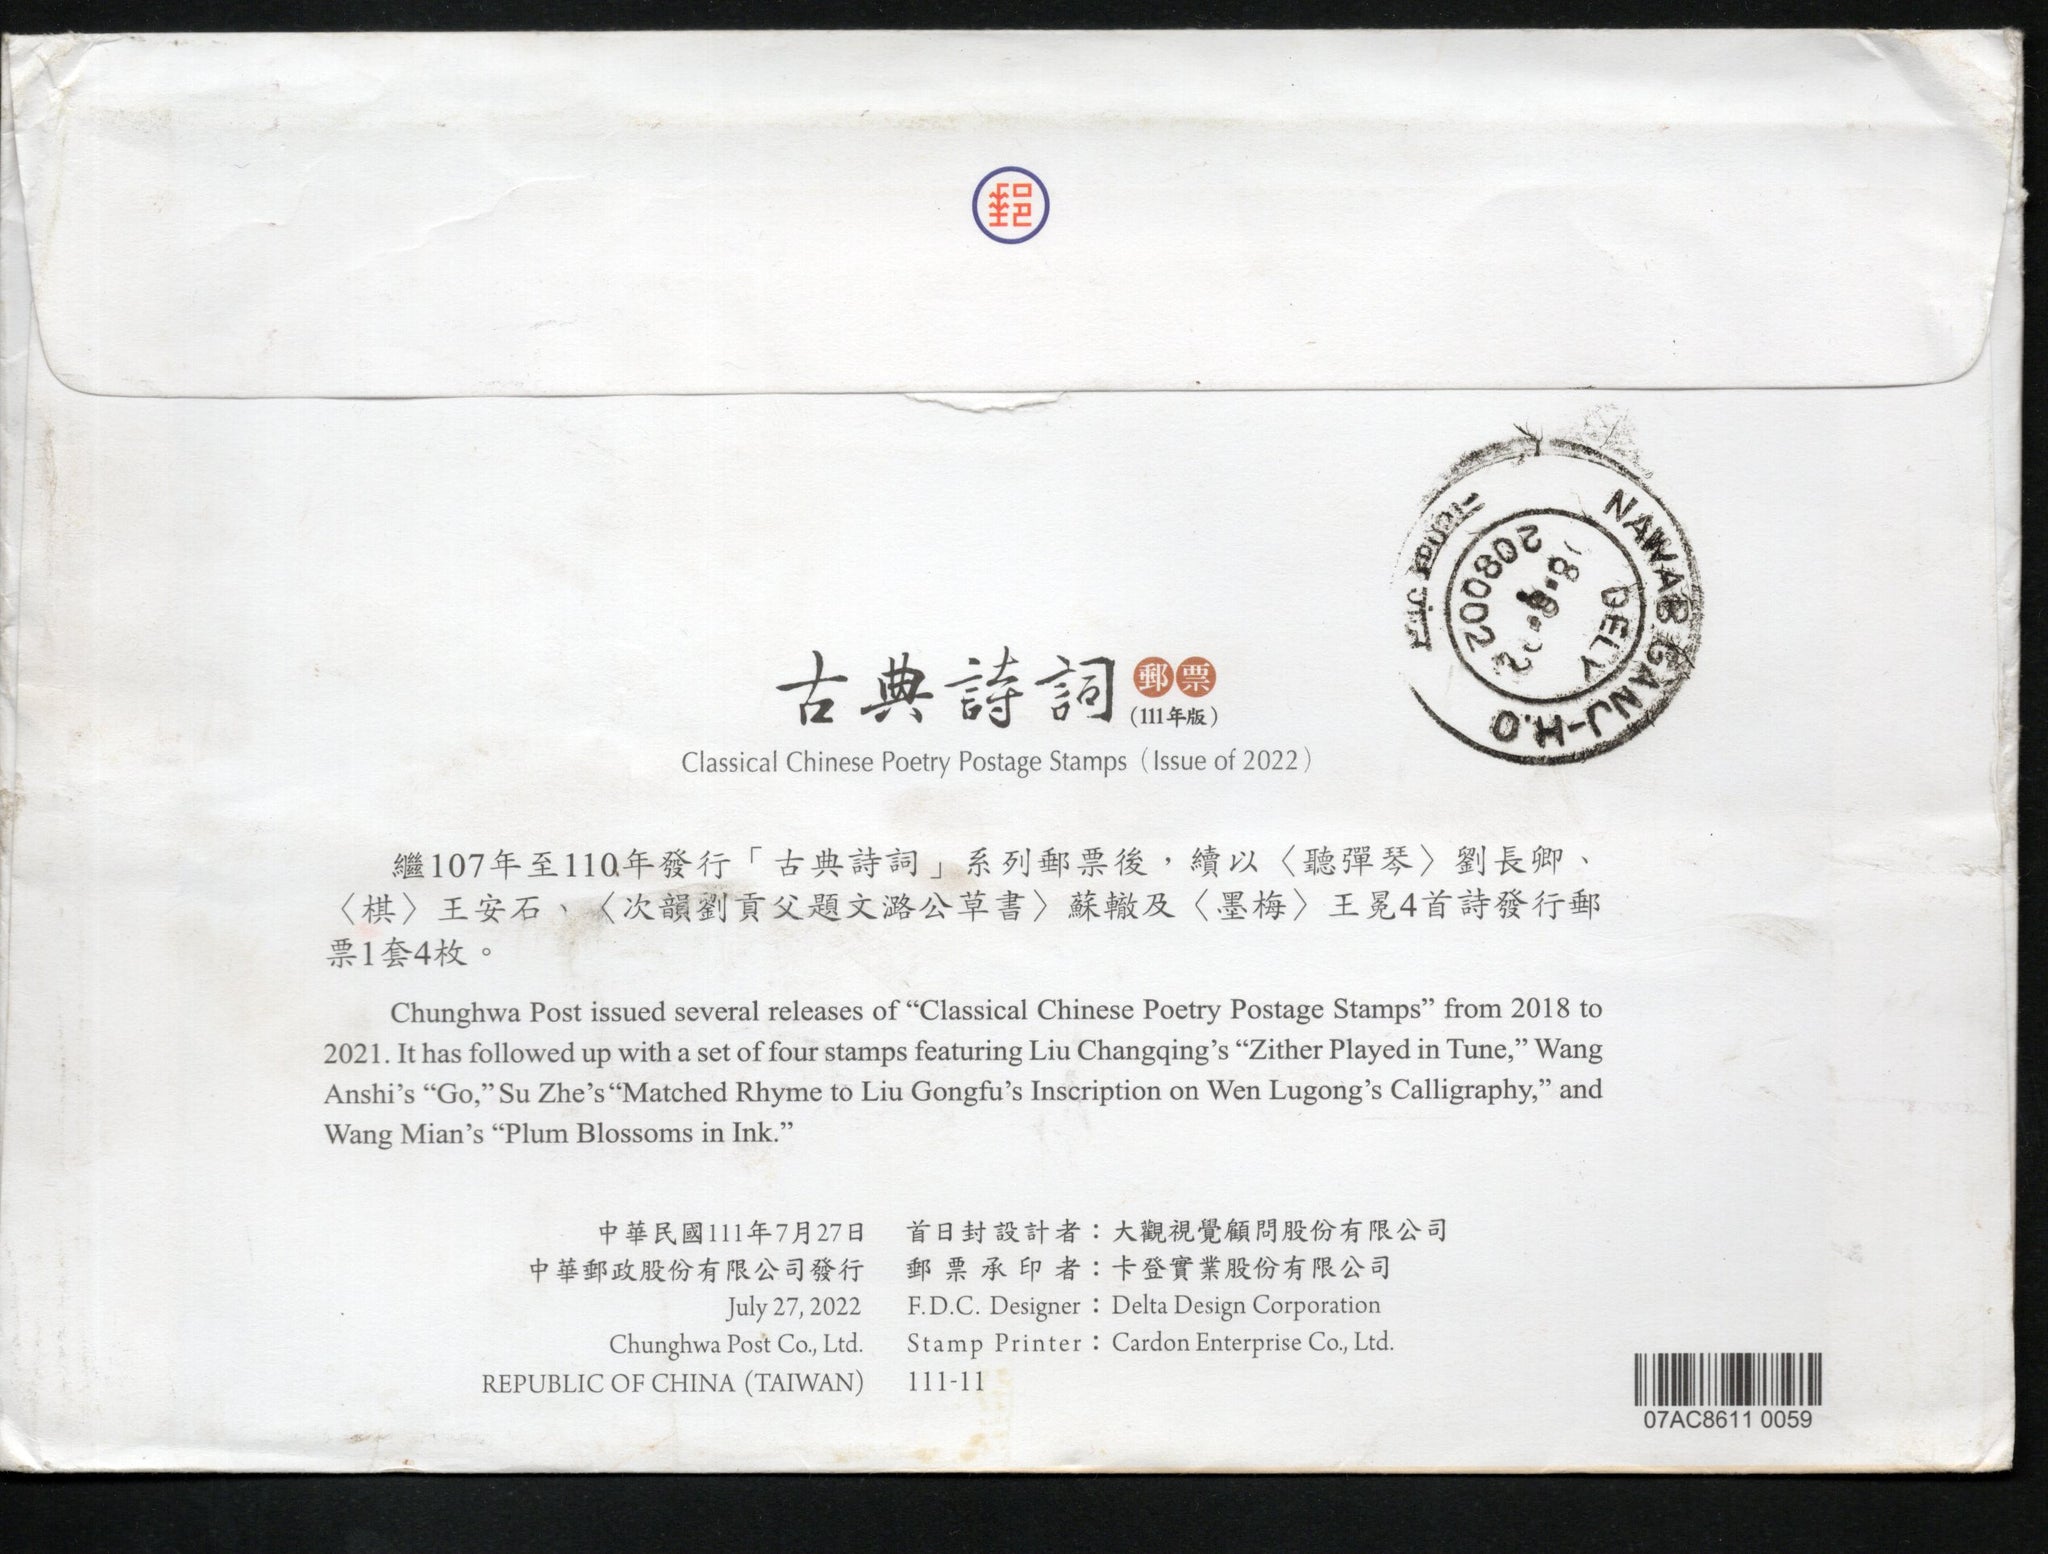 郵
NAWABGANJ-H.O
DELY
208002
古典詩詞 郵票
(111年版)
Classical Chinese Poetry Postage Stamps (Issue of 2022)
繼107年至110年發行「古典詩詞」系列郵票後，續以〈聽彈琴〉劉長卿、
〈棋〉王安石、〈次韻劉貢父題文潞公草書〉蘇轍及〈墨梅〉王冕4首詩發行郵
票1套4枚。
Chunghwa Post issued several releases of “Classical Chinese Poetry Postage Stamps” from 2018 to
2021. It has followed up with a set of four stamps featuring Liu Changqing’s “Zither Played in Tune,” Wang
Anshi’s “Go,” Su Zhe’s “Matched Rhyme to Liu Gongfu’s Inscription on Wen Lugong’s Calligraphy,” and
Wang Mian’s “Plum Blossoms in Ink.”
中華民國111年7月27日
中華郵政股份有限公司發行
July 27, 2022
Chunghwa Post Co., Ltd.
REPUBLIC OF CHINA (TAIWAN)
首日封設計者：大觀視覺顧問股份有限公司
郵票承印者：卡登實業股份有限公司
F.D.C. Designer：Delta Design Corporation
Stamp Printer：Cardon Enterprise Co., Ltd.
111-11
07AC8611 0059